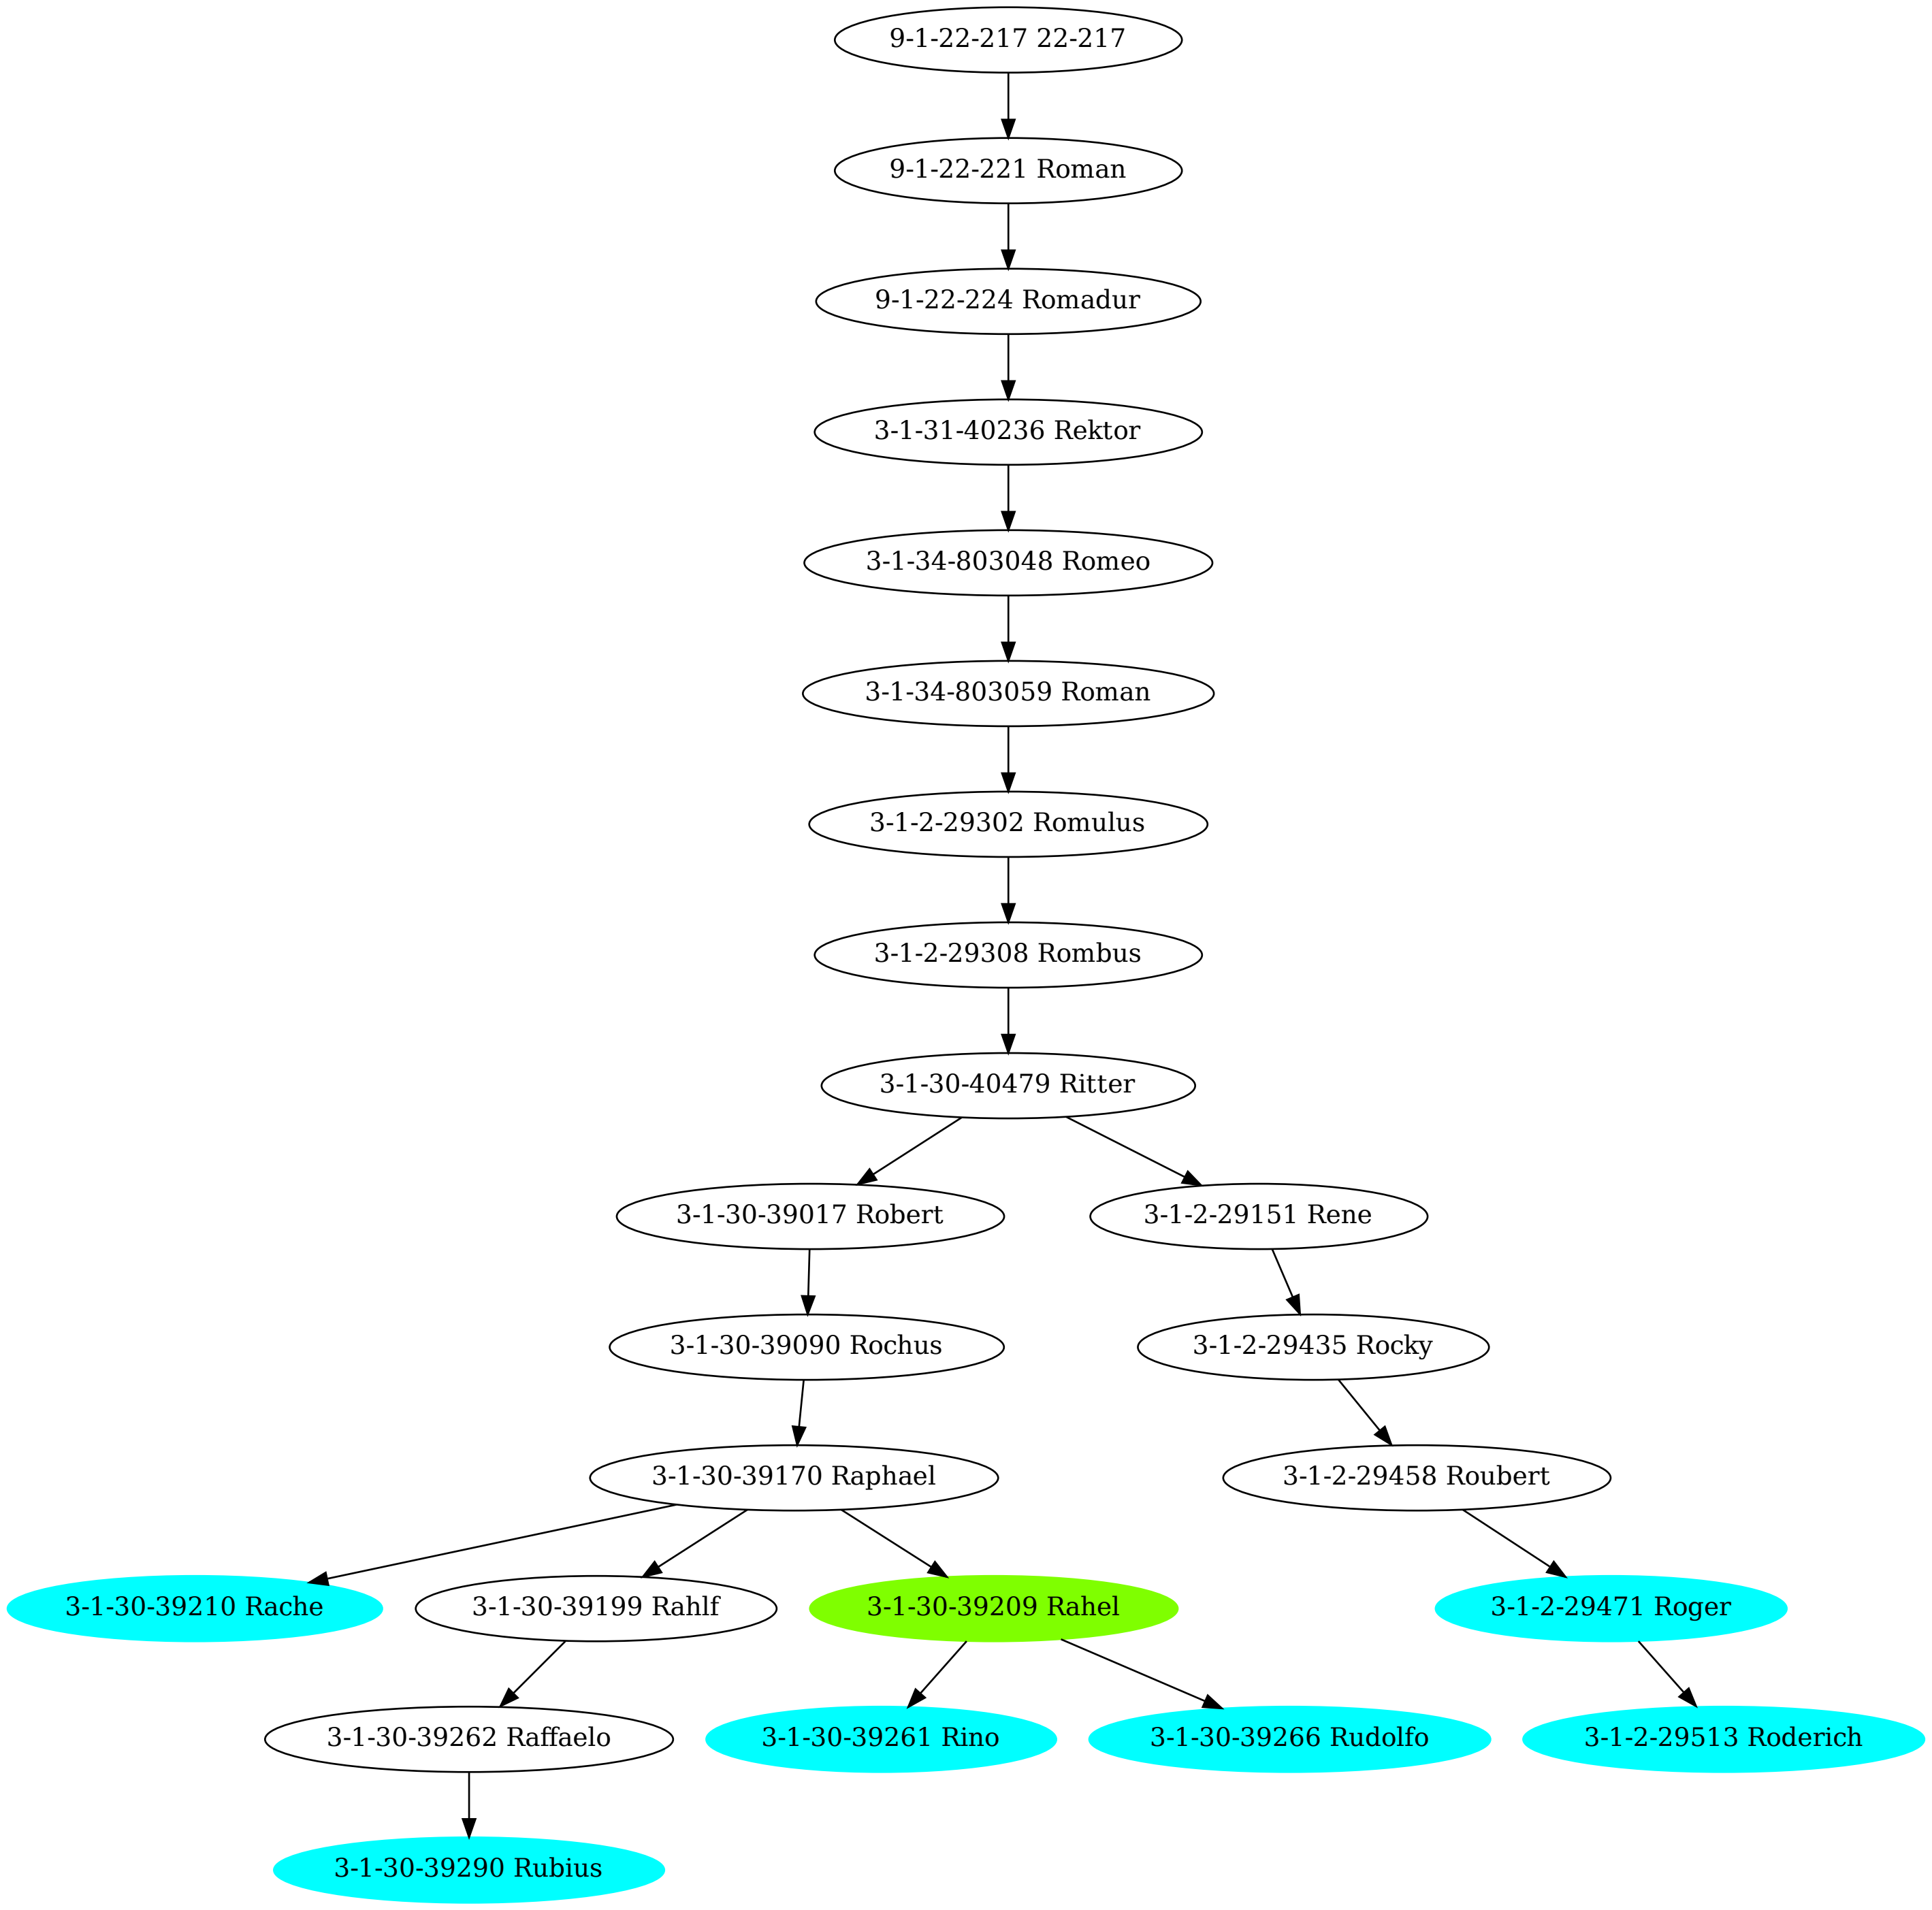 9-1-22-217 22-217
9-1-22-221 Roman
9-1-22-224 Romadur
3-1-31-40236 Rektor
3-1-34-803048 Romeo
3-1-34-803059 Roman
3-1-2-29302 Romulus
3-1-2-29308 Rombus
3-1-30-40479 Ritter
3-1-30-39017 Robert
3-1-2-29151 Rene
3-1-30-39090 Rochus
3-1-2-29435 Rocky
3-1-30-39170 Raphael
3-1-2-29458 Roubert
3-1-30-39210 Rache
3-1-30-39199 Rahlf
3-1-30-39209 Rahel
3-1-2-29471 Roger
3-1-30-39262 Raffaelo
3-1-30-39261 Rino
3-1-30-39266 Rudolfo
3-1-2-29513 Roderich
3-1-30-39290 Rubius